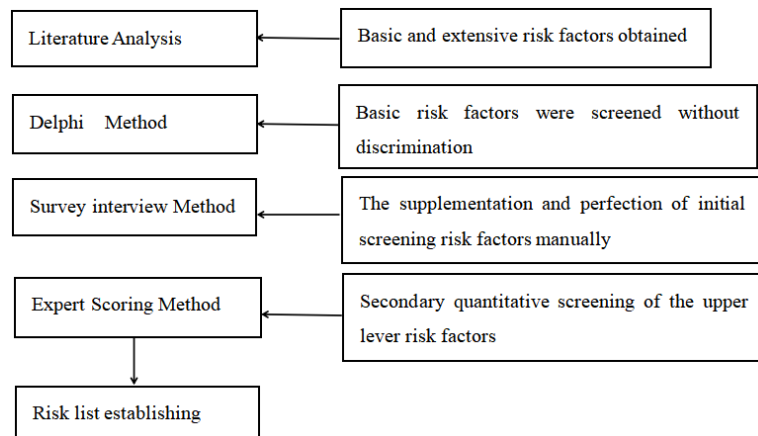 Literature Analysis
Basic and extensive risk factors obtained
Delphi Method
Basic risk factors were screened without
discrimination
Survey interview Method
The supplementation and perfection of initial
screening risk factors manually
Expert Scoring Method
Secondary quantitative screening of the upper
lever risk factors
Risk list establishing